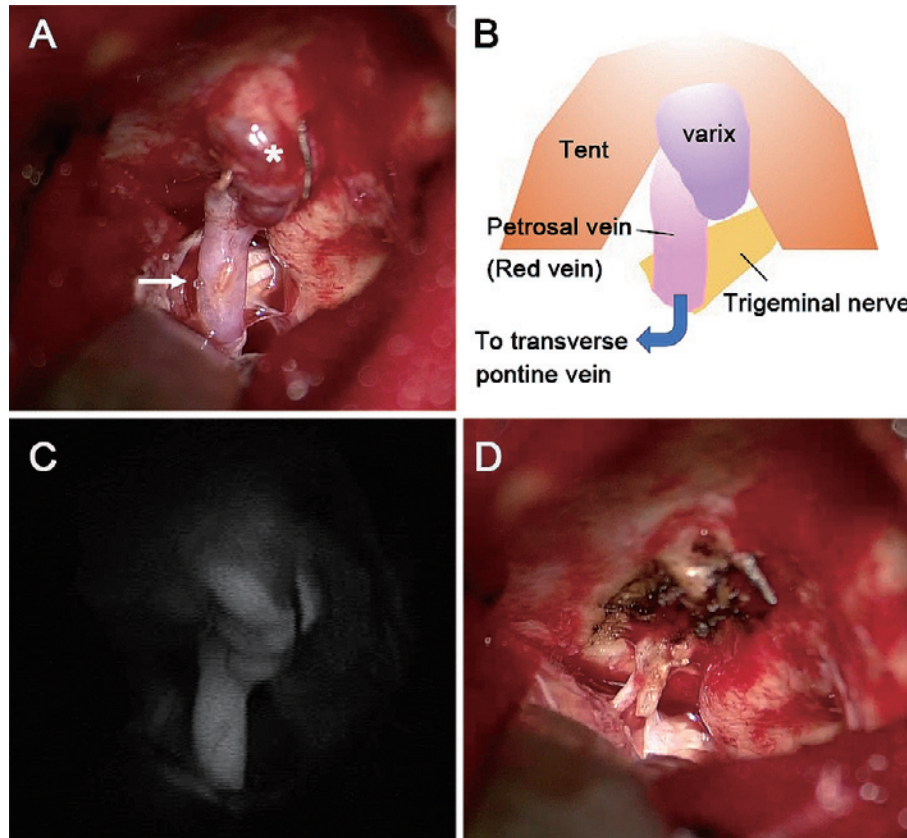 A
*
B
Tent
varix
Petrosal vein
(Red vein)
Trigeminal nerve
To transverse
pontine vein
C
D